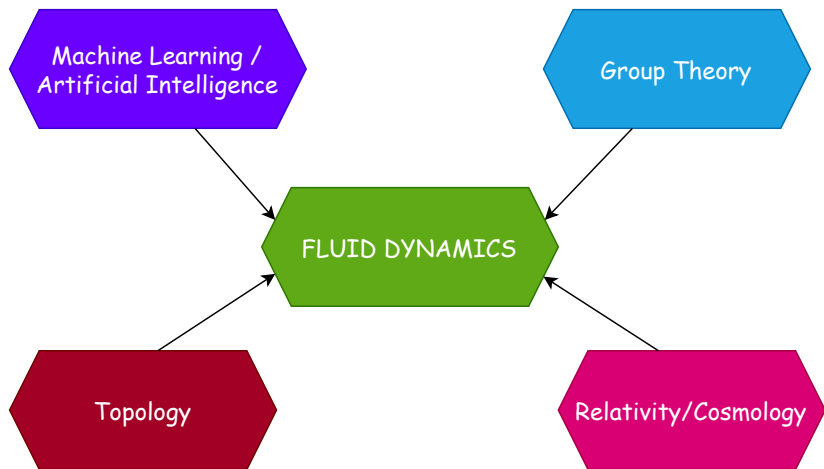 Machine Learning /
Artificial Intelligence
Group Theory
FLUID DYNAMICS
Topology
Relativity/Cosmology